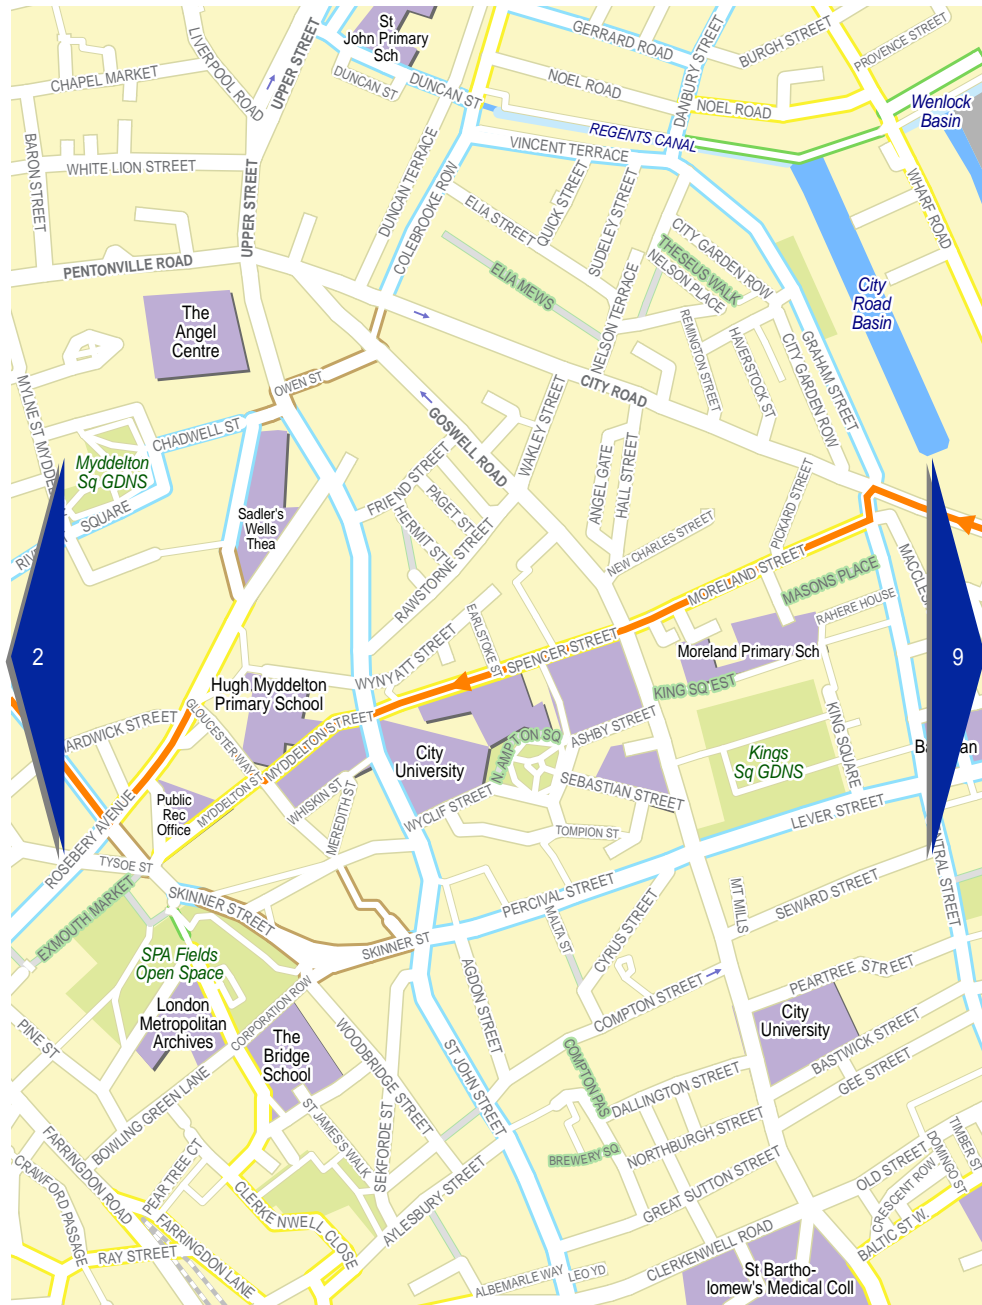 St
John Primary
Sch
GERRARD ROAD
DANBURY STREET
BURGH STREET
PROVENCE STREET
LIVERPOOL ROAD
UPPER STREET
CHAPEL MARKET
DUNCAN ST
DUNCAN ST
NOEL ROAD
NOEL ROAD
Wenlock
Basin
REGENTS CANAL
VINCENT TERRACE
BARON STREET
WHITE LION STREET
UPPER STREET
DUNCAN TERRACE
COLEBROOKE ROW
ELIA STREET
QUICK STREET
SUDELEY STREET
WHARF ROAD
CITY GARDEN ROW
THESEUS WALK
NELSON PLACE
PENTONVILLE ROAD
ELIA MEWS
NELSON TERRACE
City
Road
Basin
The
Angel
Centre
REMINGTON STREET
HAVERSTOCK ST
CITY GARDEN ROW
GRAHAM STREET
MYLNE ST
OWEN ST
CITY ROAD
GOSWELL ROAD
WAKLEY STREET
CHADWELL ST
Myddelton
Sq GDNS
SQUARE
FRIEND STREET
PAGET STREET
HERMIT ST
RAWSTORNE STREET
ANGEL GATE
HALL STREET
PICKARD STREET
Sadler's
Wells
Thea
NEW CHARLES STREET
MORELAND STREET
MASONS PLACE
RAHERE HOUSE
EARLSTOKE ST
SPENCER STREET
WYNYATT STREET
Moreland Primary Sch
2
9
Hugh Myddelton
Primary School
KING SQ EST
GLOUCESTERWAY
MYDDELTON STREET
N. AMPTON SQ
ASHBY STREET
KING SQUARE
City
University
Kings
Sq GDNS
MYDDELTON ST
WHISKIN ST
MEREDITH ST
WYCLIF STREET
SEBASTIAN STREET
Public
Rec
Office
ROSEBERY AVENUE
TOMPION ST
LEVER STREET
TYSOE ST
SKINNER STREET
EXMOUTH MARKET
PERCIVAL STREET
MT MILLS
SEWARD STREET
MALTA ST
CYRUS STREET
SKINNER ST
SPA Fields
Open Space
AGDON STREET
PEARTREE STREET
London
Metropolitan
Archives
CORPORATION ROW
COMPTON STREET
City
University
PINE ST
The
Bridge
School
WOODBRIDGE STREET
ST JOHN STREET
BASTWICK STREET
GEE STREET
BOWLING GREEN LANE
COMPTON PAS
DALLINGTON STREET
ST JAMES'S WALK
SEKFORDE ST
NORTHBURGH STREET
BREWERY SQ
TIMBER ST
DOMINGO ST
OLD STREET
CRESCENT ROW
FARRINGDON ROAD
PEAR TREE CT
CRAWFORD PASSAGE
CLERKENWELL CLOSE
AYLESBURY STREET
GREAT SUTTON STREET
BALTIC ST W.
RAY STREET
FARRINGDON LANE
CLERKENWELL ROAD
ALBEMARLE WAY
LEO YD
St Bartho-
lomew's Medical Coll